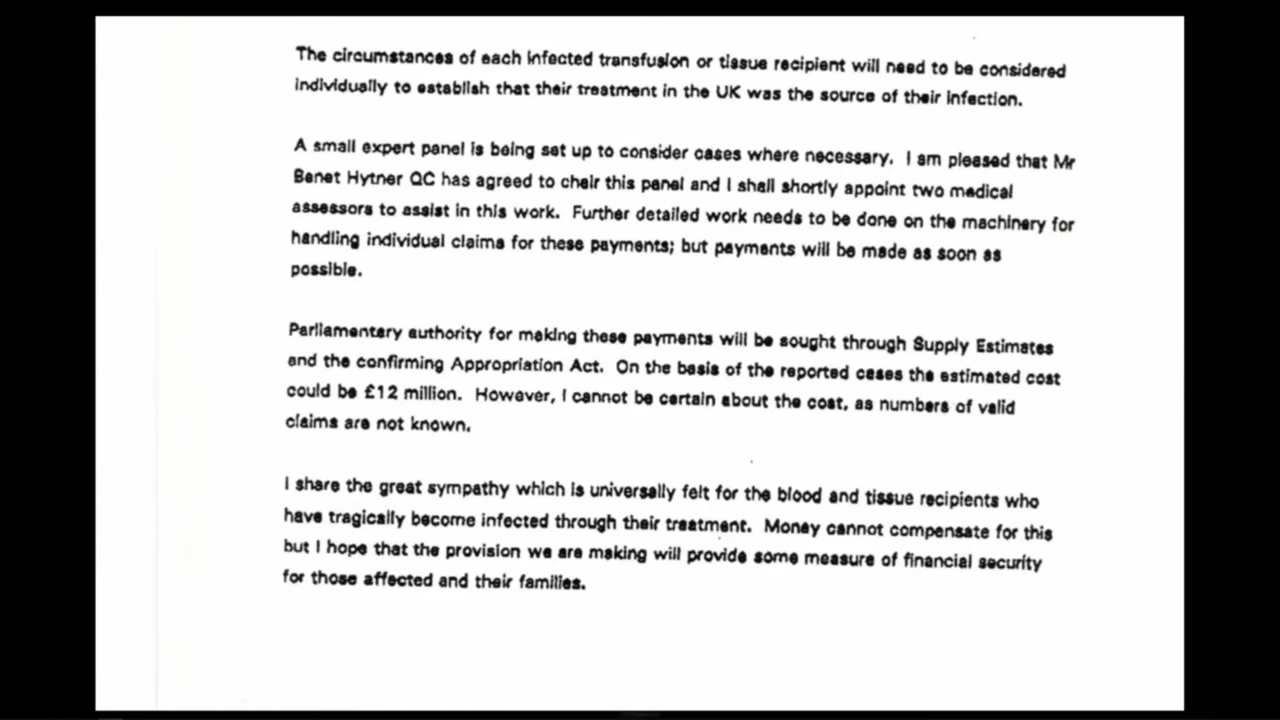 The circumstances of each infected transfusion or tissue recipient will need to be considered
individually to establish that their treatment in the UK was the source of their infection.
A small expert panel is being set up to consider cases where necessary. I am pleased that Mr
Benet Hytner QC has agreed to chair this panel and I shall shortly appoint two medical
assessors to assist in this work. Further detailed work needs to be done on the machinery for
handling individual claims for these payments; but payments will be made as soon as
possible.
Parliamentary authority for making these payments will be sought through Supply Estimates
and the confirming Appropriation Act. On the basis of the reported cases the estimated cost
could be £12 million. However, I cannot be certain about the cost, as numbers of valid
claims are not known.
I share the great sympathy which is universally felt for the blood and tissue recipients who
have tragically become infected through their treatment. Money cannot compensate for this
but I hope that the provision we are making will provide some measure of financial security
for those affected and their families.